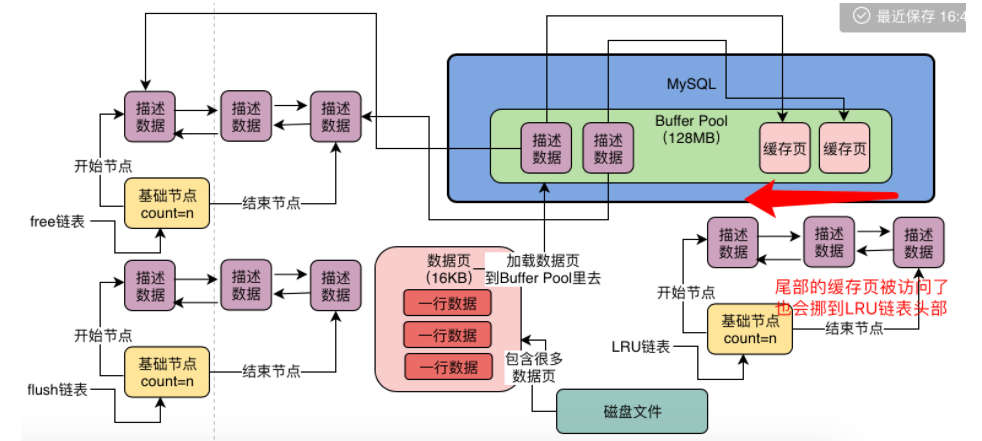 最近保存 16:4
MySQL
Buffer Pool
（128MB）
描述
数据
描述
数据
缓存页
缓存页
描述
数据
描述
数据
描述
数据
开始节点
基础节点
count=n
结束节点
free链表
描述
数据
描述
数据
描述
数据
开始节点
基础节点
count=n
结束节点
flush链表
数据页
（16KB）
一行数据
一行数据
一行数据
加载数据页
到Buffer Pool里去
包含很多
数据页
磁盘文件
描述
数据
描述
数据
描述
数据
尾部的缓存页被访问了
也会挪到LRU链表头部
开始节点
基础节点
count=n
结束节点
LRU链表